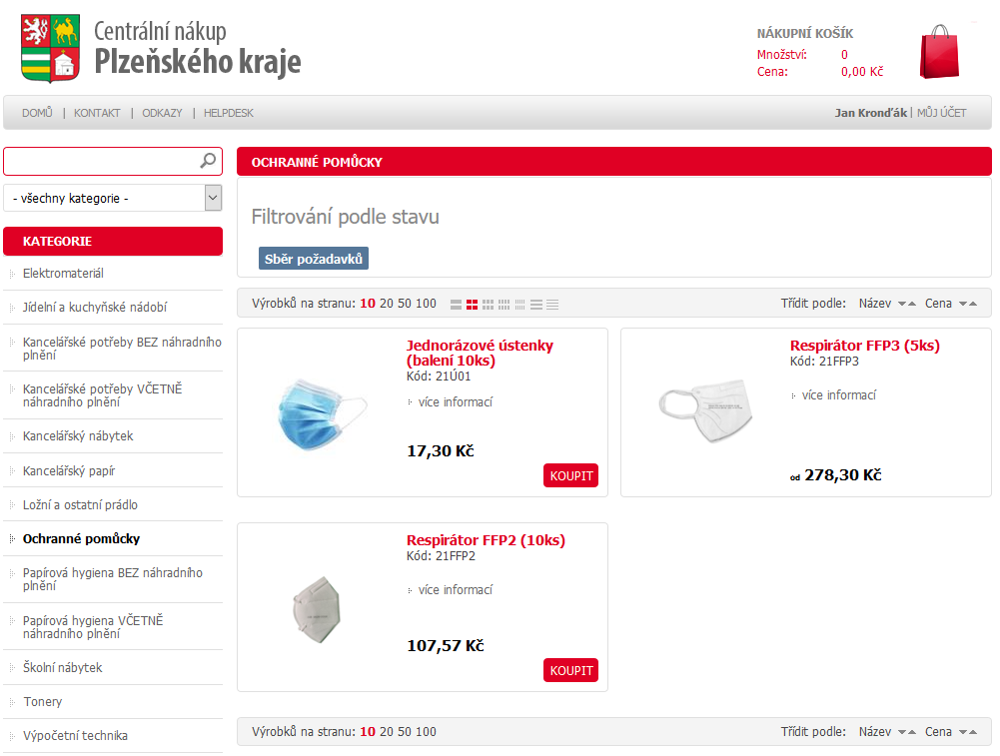 Centrální nákup
Plzeňského kraje
NÁKUPNÍ KOŠÍK
Množství: 0
Cena: 0,00 Kč
DOMŮ | KONTAKT | ODKAZY | HELPDESK
Jan Kronďák | MŮJ ÚČET
- všechny kategorie -
KATEGORIE
Elektromateriál
Jídelní a kuchyňské nádobí
Kancelářské potřeby BEZ náhradního
plnění
Kancelářské potřeby VČETNĚ
náhradního plnění
Kancelářský nábytek
Kancelářský papír
Ložní a ostatní prádlo
Ochranné pomůcky
Papírová hygiena BEZ náhradního
plnění
Papírová hygiena VČETNĚ
náhradního plnění
Školní nábytek
Tonery
Výpočetní technika
OCHRANNÉ POMŮCKY
Filtrování podle stavu
Sběr požadavků
Výrobků na stranu: 10 20 50 100
Třídit podle: Název Cena
Jednorázové ústenky
(balení 10ks)
Kód: 21Ú01
více informací
17,30 Kč
KOUPIT
Respirátor FFP3 (5ks)
Kód: 21FFP3
více informací
od 278,30 Kč
Respirátor FFP2 (10ks)
Kód: 21FFP2
více informací
107,57 Kč
KOUPIT
Výrobků na stranu: 10 20 50 100
Třídit podle: Název Cena